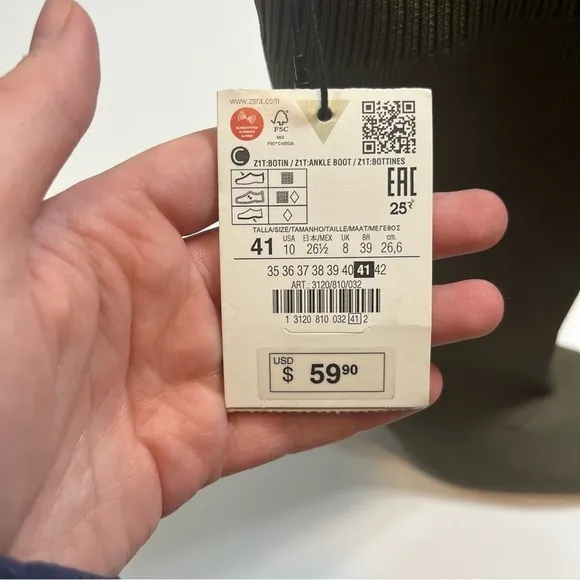 www.zara.com
FSC
MIX
C
Z1T:BOTIN / Z1T:ANKLE BOOT / Z1T:BOTTINES
EAC
25
TALLA/SIZE/TAMANHO/TAILLE/MAAT/ΜΕΓΕΘΟΣ
USA 日本/MEX UK BR cm.
41 10 26½ 8 39 26,6
35 36 37 38 39 40 41 42
ART.: 3120/810/032
1 3120 810 032 41 2
USD
$ 59 90